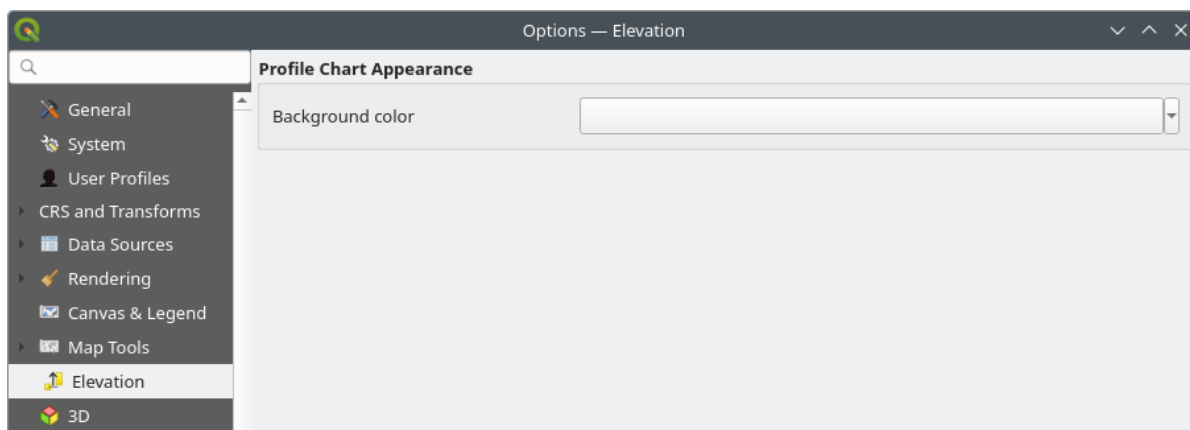 Options — Elevation
Profile Chart Appearance
Background color
General
System
User Profiles
CRS and Transforms
Data Sources
Rendering
Canvas & Legend
Map Tools
Elevation
3D